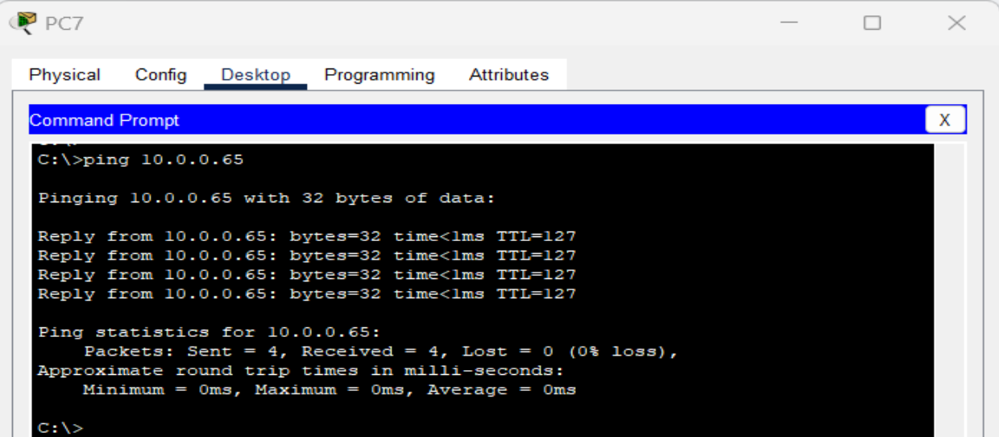 PC7
Physical Config Desktop Programming Attributes
Command Prompt X
C:\>ping 10.0.0.65
Pinging 10.0.0.65 with 32 bytes of data:
Reply from 10.0.0.65: bytes=32 time<1ms TTL=127
Reply from 10.0.0.65: bytes=32 time<1ms TTL=127
Reply from 10.0.0.65: bytes=32 time<1ms TTL=127
Reply from 10.0.0.65: bytes=32 time<1ms TTL=127
Ping statistics for 10.0.0.65:
Packets: Sent = 4, Received = 4, Lost = 0 (0% loss),
Approximate round trip times in milli-seconds:
Minimum = 0ms, Maximum = 0ms, Average = 0ms
C:\>